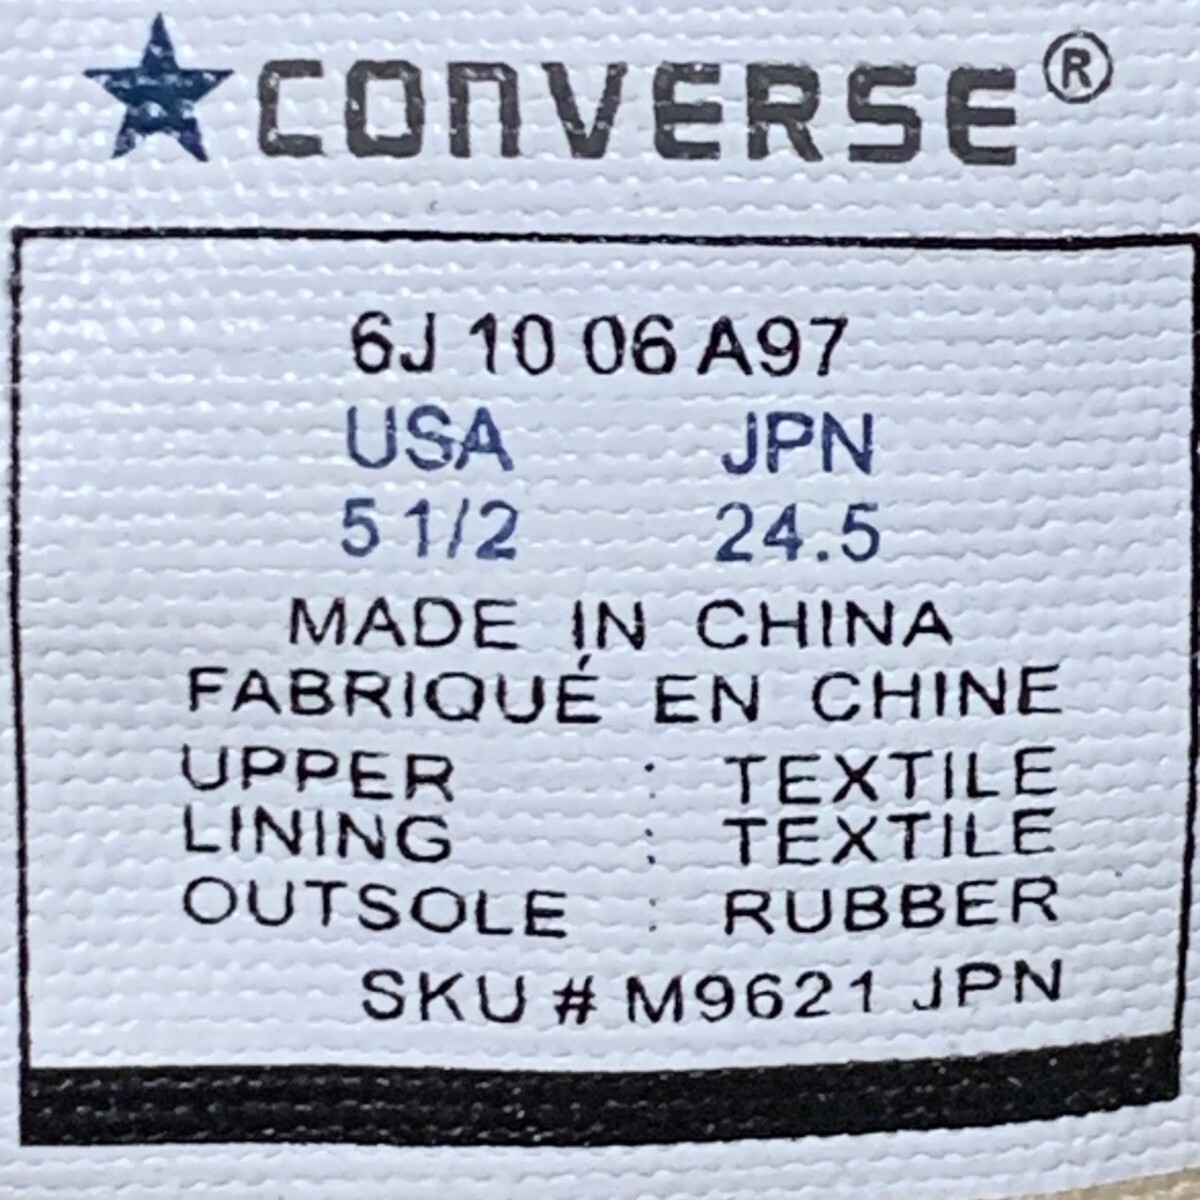 CONVERSE®
6J 10 06 A97
USA JPN
5 1/2 24.5
MADE IN CHINA
FABRIQUÉ EN CHINE
UPPER : TEXTILE
LINING : TEXTILE
OUTSOLE : RUBBER
SKU # M9621 JPN